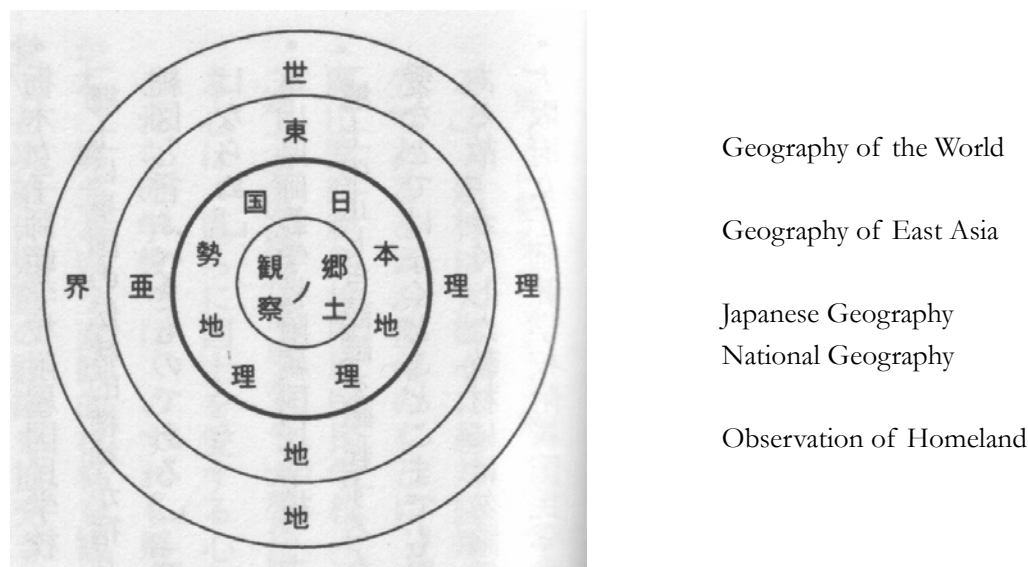 世界地理
東亜地理
日本地理
国勢地理
郷土ノ観察
Geography of the World
Geography of East Asia
Japanese Geography
National Geography
Observation of Homeland